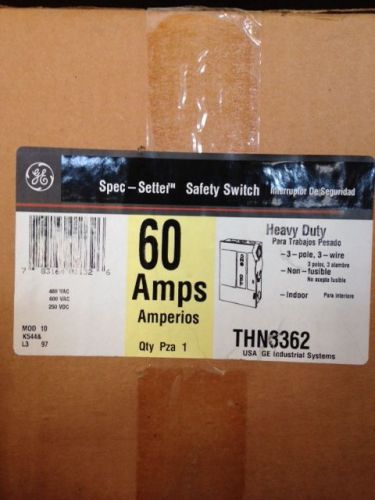 GE
Spec-Setter™ Safety Switch Interruptor De Seguridad
60
Amps
Amperios
Qty Pza 1
Heavy Duty
Para Trabajos Pesado
-3-pole, 3-wire
3 polos, 3 alambre
-Non-fusible
No acepta fusible
-Indoor Para interiore
THN3362
USA GE Industrial Systems
480 VAC
600 VAC
250 VDC
MOD 10
L3 97